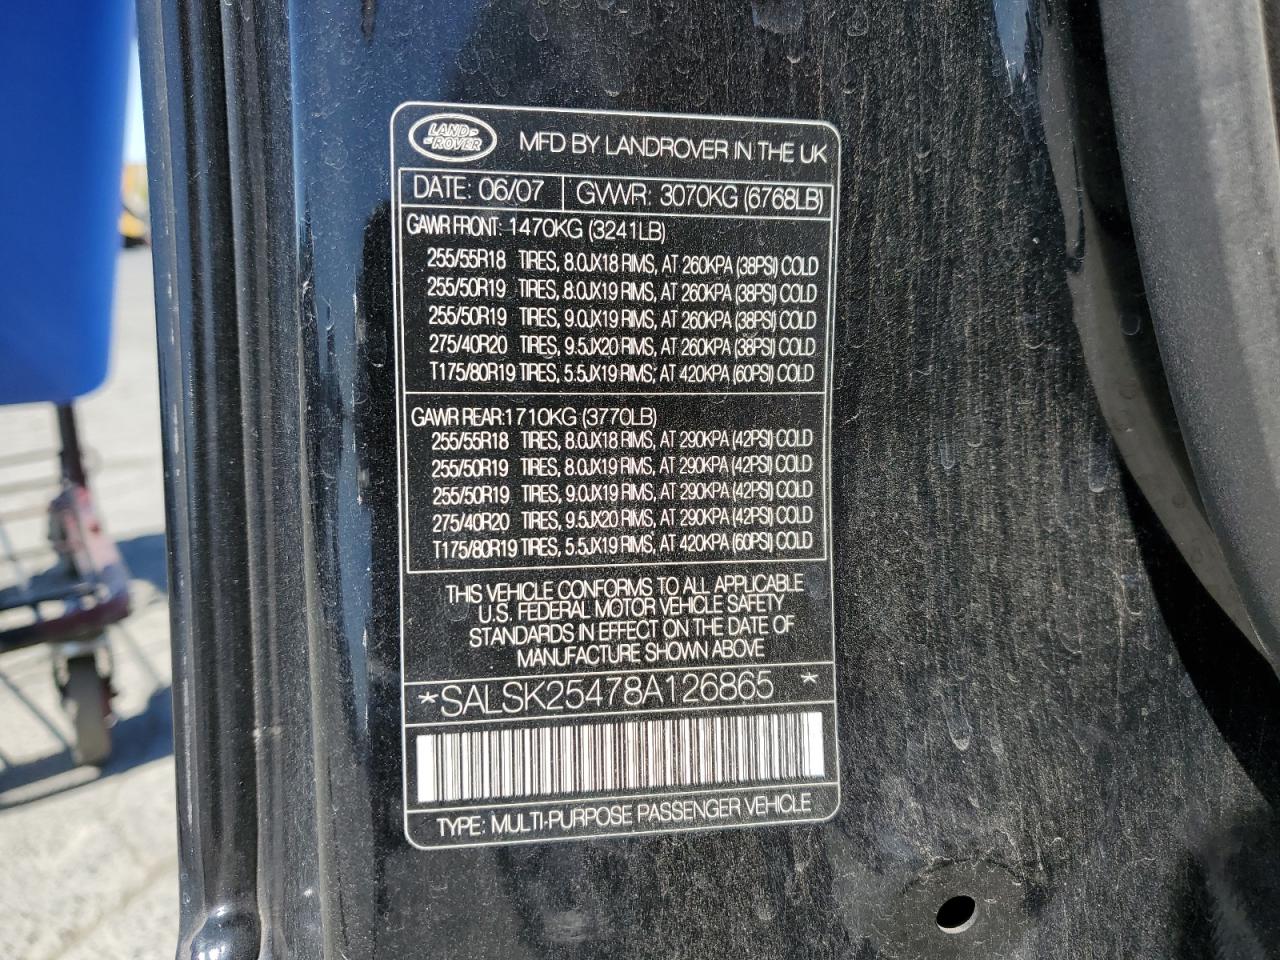 LAND
ROVER
MFD BY LANDROVER IN THE UK
DATE: 06/07 GVWR: 3070KG (6768LB)
GAWR FRONT: 1470KG (3241LB)
255/55R18 TIRES, 8.0JX18 RIMS, AT 260KPA (38PSI) COLD
255/50R19 TIRES, 8.0JX19 RIMS, AT 260KPA (38PSI) COLD
255/50R19 TIRES, 9.0JX19 RIMS, AT 260KPA (38PSI) COLD
275/40R20 TIRES, 9.5JX20 RIMS, AT 260KPA (38PSI) COLD
T175/80R19 TIRES, 5.5JX19 RIMS, AT 420KPA (60PSI) COLD
GAWR REAR: 1710KG (3770LB)
255/55R18 TIRES, 8.0JX18 RIMS, AT 290KPA (42PSI) COLD
255/50R19 TIRES, 8.0JX19 RIMS, AT 290KPA (42PSI) COLD
255/50R19 TIRES, 9.0JX19 RIMS, AT 290KPA (42PSI) COLD
275/40R20 TIRES, 9.5JX20 RIMS, AT 290KPA (42PSI) COLD
T175/80R19 TIRES, 5.5JX19 RIMS, AT 420KPA (60PSI) COLD
THIS VEHICLE CONFORMS TO ALL APPLICABLE
U.S. FEDERAL MOTOR VEHICLE SAFETY
STANDARDS IN EFFECT ON THE DATE OF
MANUFACTURE SHOWN ABOVE
*SALSK25478A126865 *
TYPE: MULTI-PURPOSE PASSENGER VEHICLE